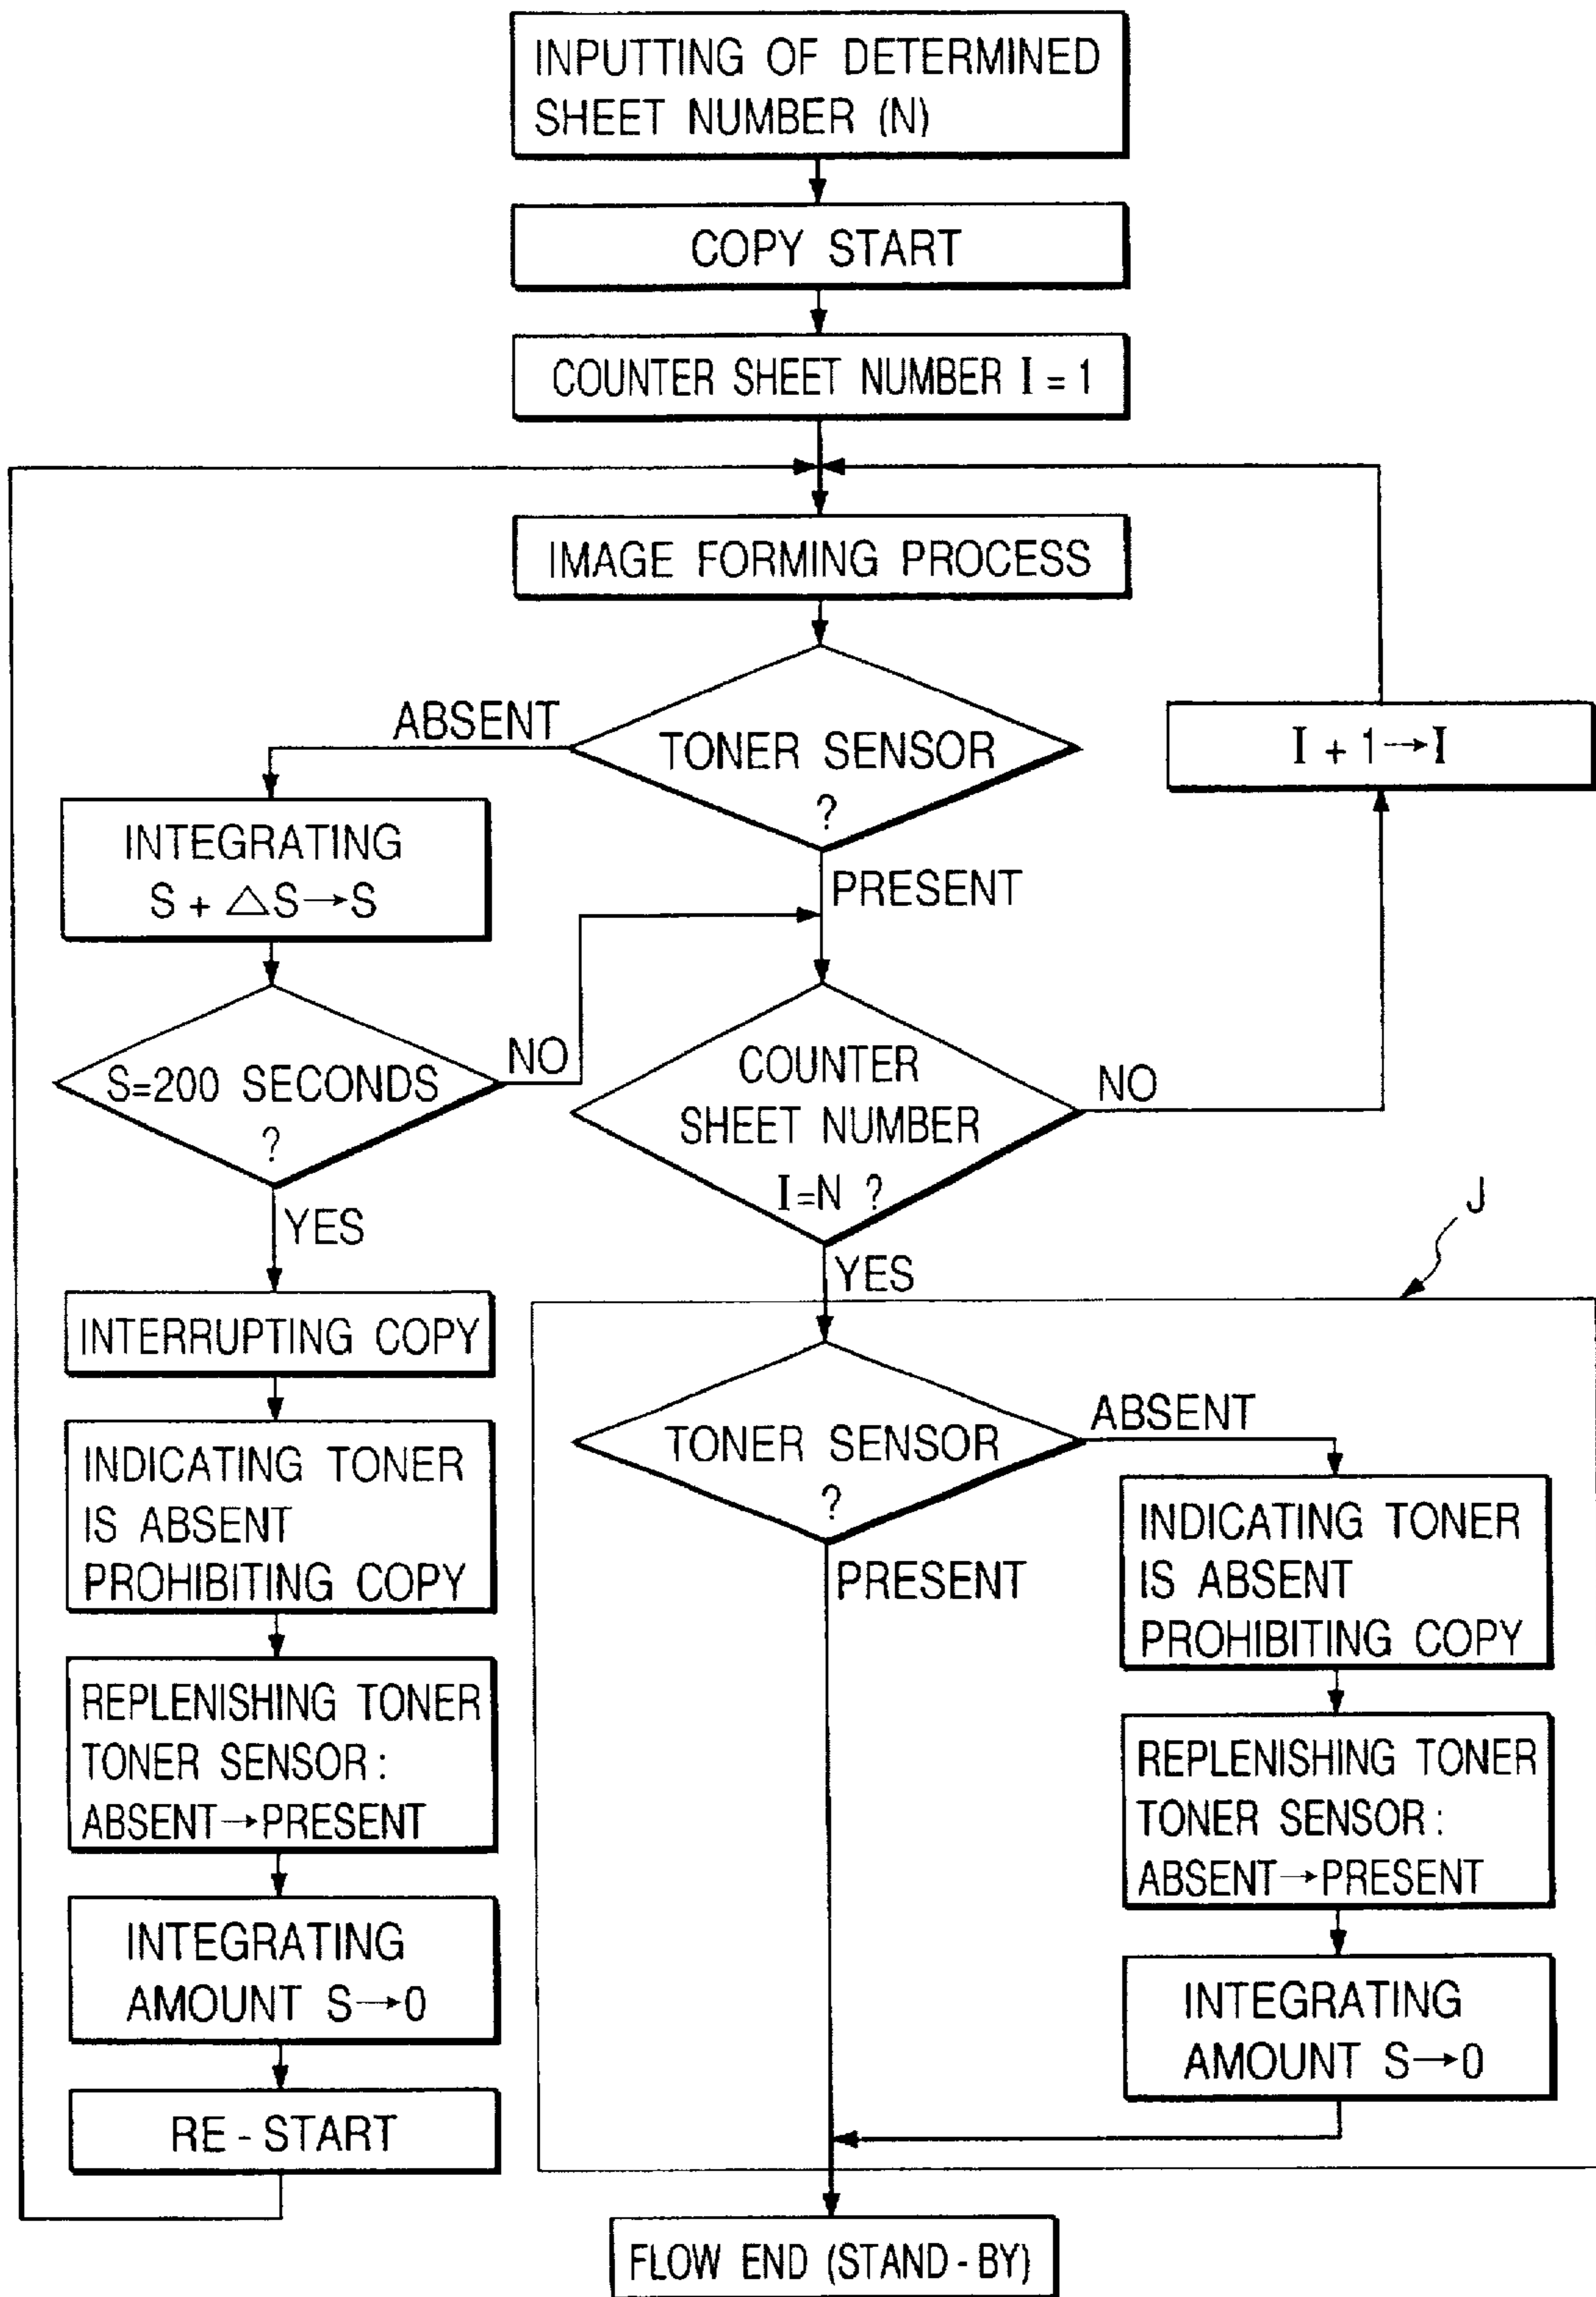 INPUTTING OF DETERMINED
SHEET NUMBER (N)
COPY START
COUNTER SHEET NUMBER I = 1
IMAGE FORMING PROCESS
TONER SENSOR
?
ABSENT
PRESENT
I + 1→I
INTEGRATING
S + △S→S
S=200 SECONDS
?
NO
YES
COUNTER
SHEET NUMBER
I=N ?
NO
YES
J
INTERRUPTING COPY
INDICATING TONER
IS ABSENT
PROHIBITING COPY
REPLENISHING TONER
TONER SENSOR:
ABSENT→PRESENT
INTEGRATING
AMOUNT S→0
RE-START
TONER SENSOR
?
ABSENT
PRESENT
INDICATING TONER
IS ABSENT
PROHIBITING COPY
REPLENISHING TONER
TONER SENSOR:
ABSENT→PRESENT
INTEGRATING
AMOUNT S→0
FLOW END (STAND-BY)